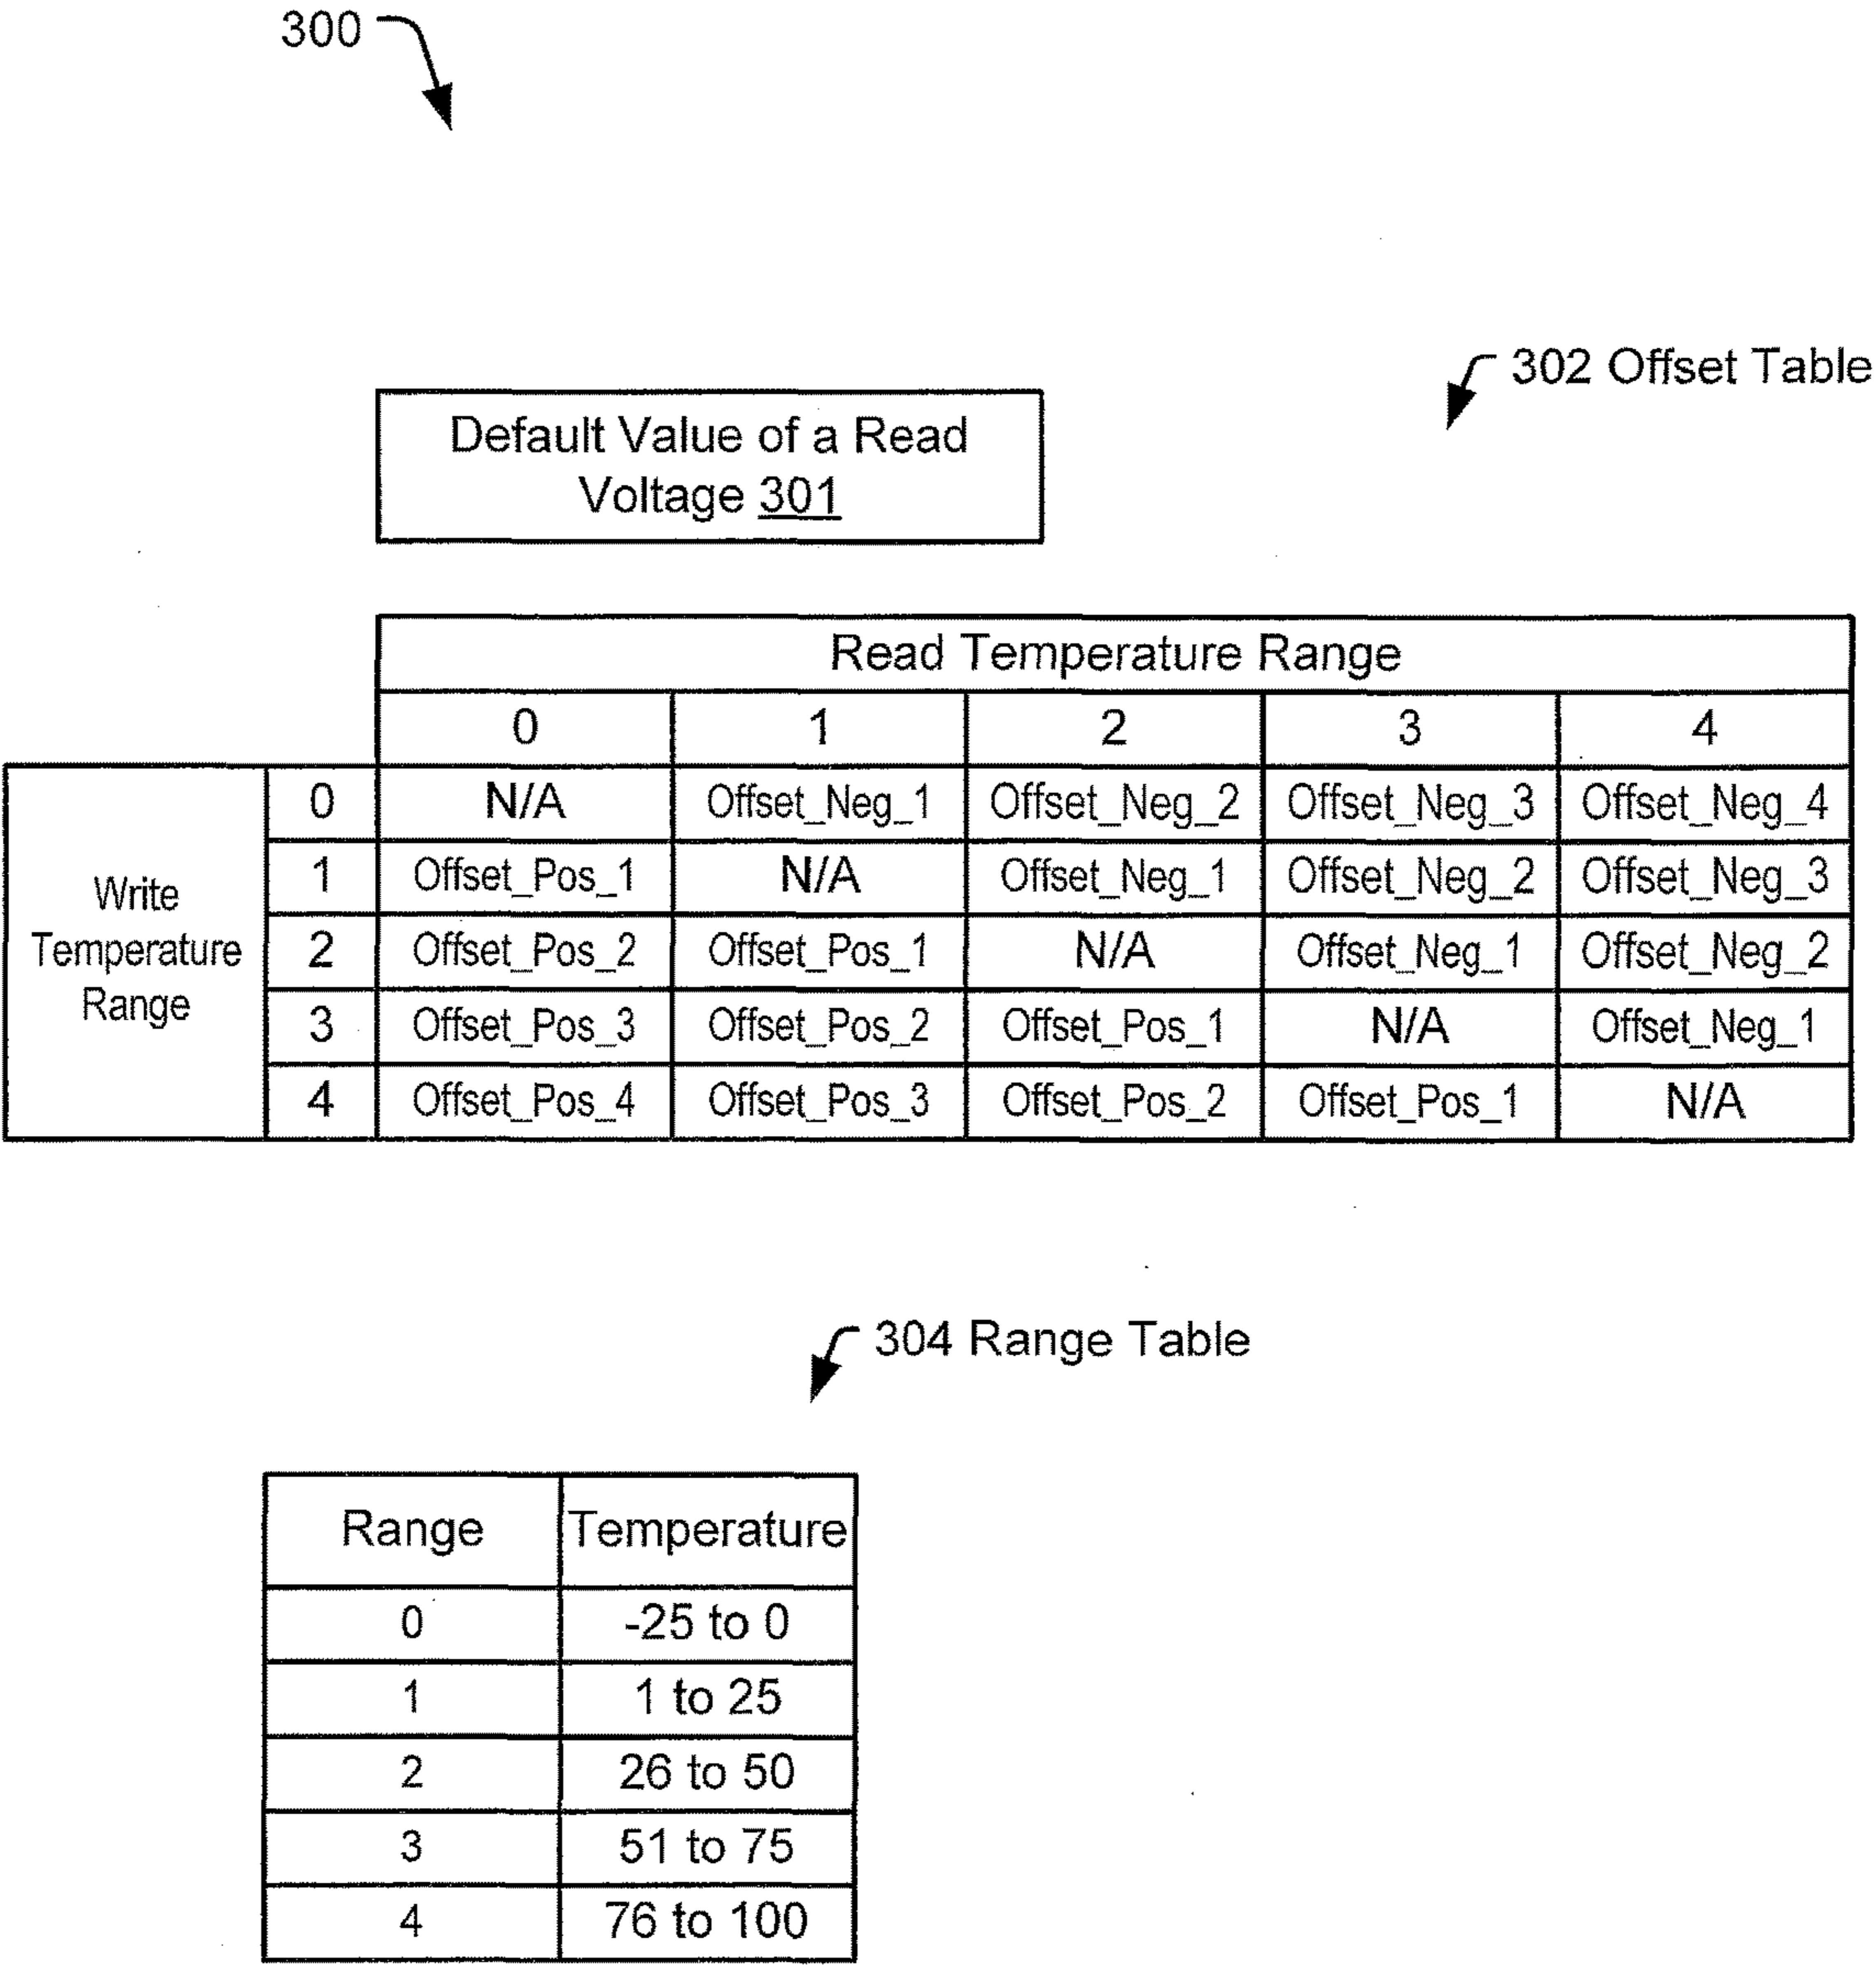 300
302 Offset Table
Default Value of a Read
Voltage 301
Read Temperature Range
0 1 2 3 4
Write
Temperature
Range
0 N/A Offset_Neg_1 Offset_Neg_2 Offset_Neg_3 Offset_Neg_4
1 Offset_Pos_1 N/A Offset_Neg_1 Offset_Neg_2 Offset_Neg_3
2 Offset_Pos_2 Offset_Pos_1 N/A Offset_Neg_1 Offset_Neg_2
3 Offset_Pos_3 Offset_Pos_2 Offset_Pos_1 N/A Offset_Neg_1
4 Offset_Pos_4 Offset_Pos_3 Offset_Pos_2 Offset_Pos_1 N/A
304 Range Table
Range Temperature
0 -25 to 0
1 1 to 25
2 26 to 50
3 51 to 75
4 76 to 100